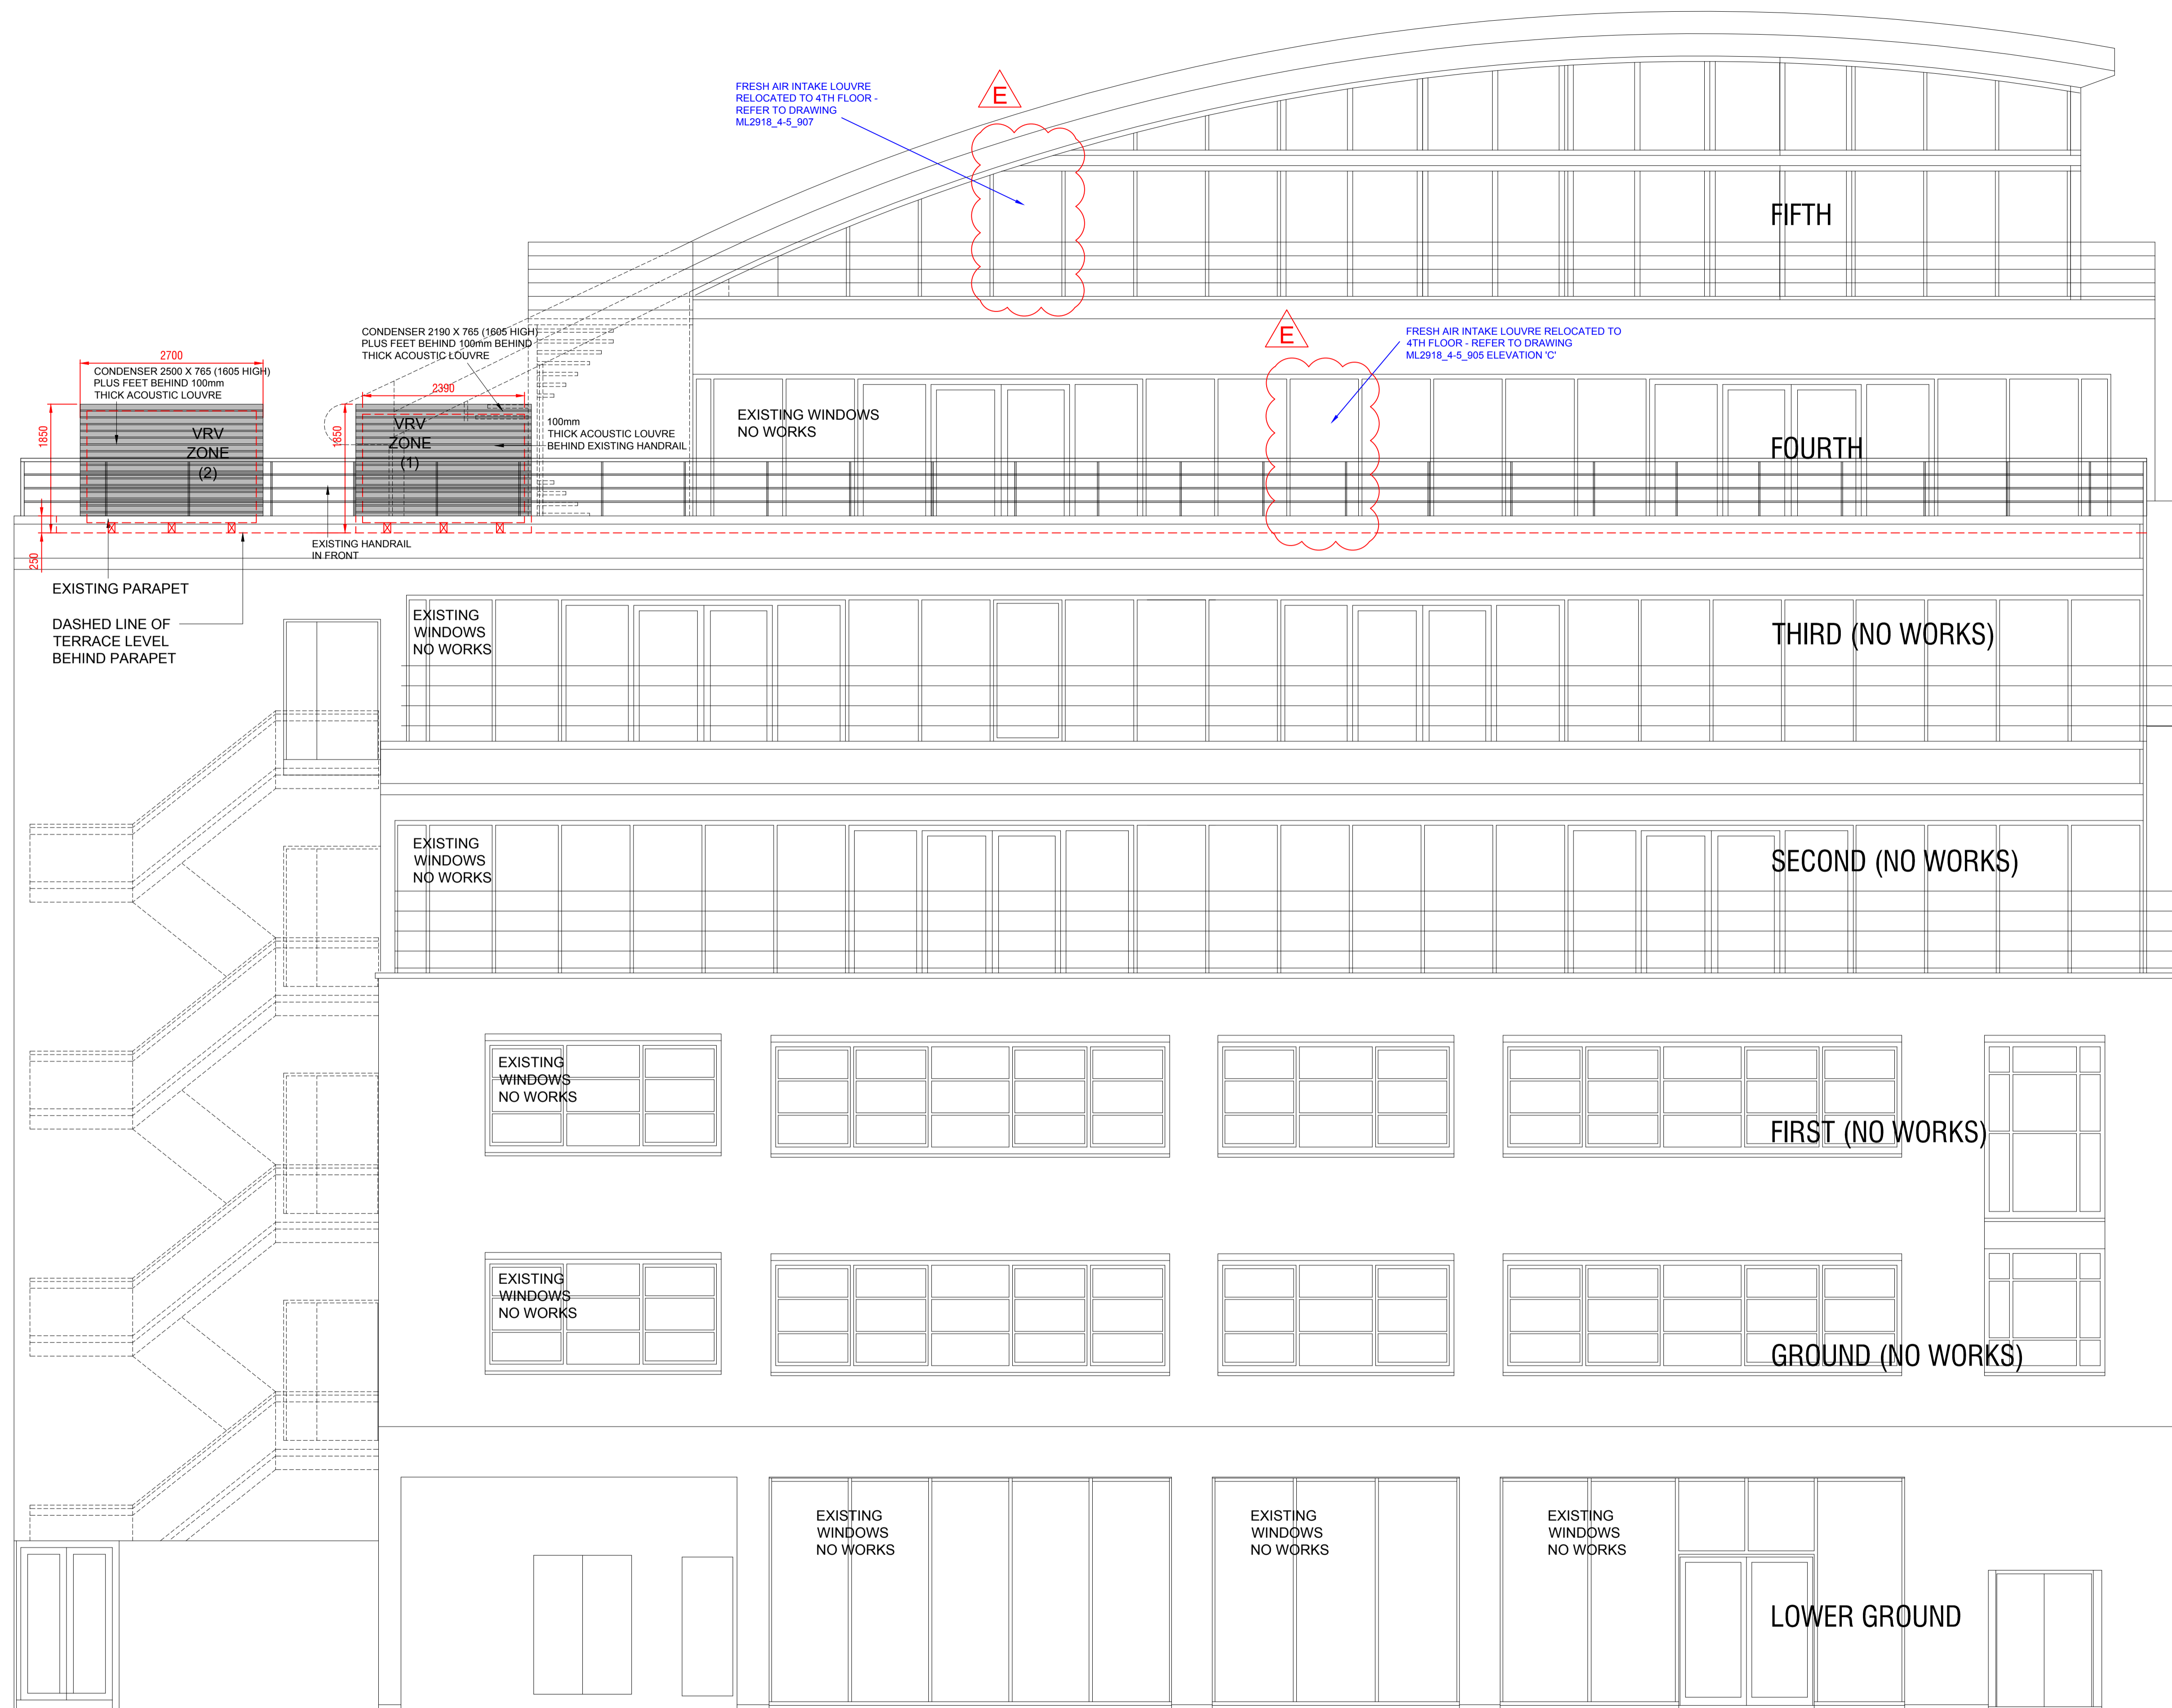 FRESH AIR INTAKE LOUVRE
RELOCATED TO 4TH FLOOR -
REFER TO DRAWING
ML2918_4-5_907
E
FIFTH
CONDENSER 2190 X 765 (1605 HIGH)
PLUS FEET BEHIND 100mm BEHIND
THICK ACOUSTIC LOUVRE
E
FRESH AIR INTAKE LOUVRE RELOCATED TO
4TH FLOOR - REFER TO DRAWING
ML2918_4-5_905 ELEVATION 'C'
2700
CONDENSER 2500 X 765 (1605 HIGH)
PLUS FEET BEHIND 100mm
THICK ACOUSTIC LOUVRE
2390
1850
VRV
ZONE
(2)
1850
VRV
ZONE
(1)
100mm
THICK ACOUSTIC LOUVRE
BEHIND EXISTING HANDRAIL
EXISTING WINDOWS
NO WORKS
FOURTH
250
EXISTING HANDRAIL
IN FRONT
EXISTING PARAPET
DASHED LINE OF
TERRACE LEVEL
BEHIND PARAPET
EXISTING
WINDOWS
NO WORKS
THIRD (NO WORKS)
EXISTING
WINDOWS
NO WORKS
SECOND (NO WORKS)
EXISTING
WINDOWS
NO WORKS
FIRST (NO WORKS)
EXISTING
WINDOWS
NO WORKS
GROUND (NO WORKS)
EXISTING
WINDOWS
NO WORKS
EXISTING
WINDOWS
NO WORKS
EXISTING
WINDOWS
NO WORKS
LOWER GROUND